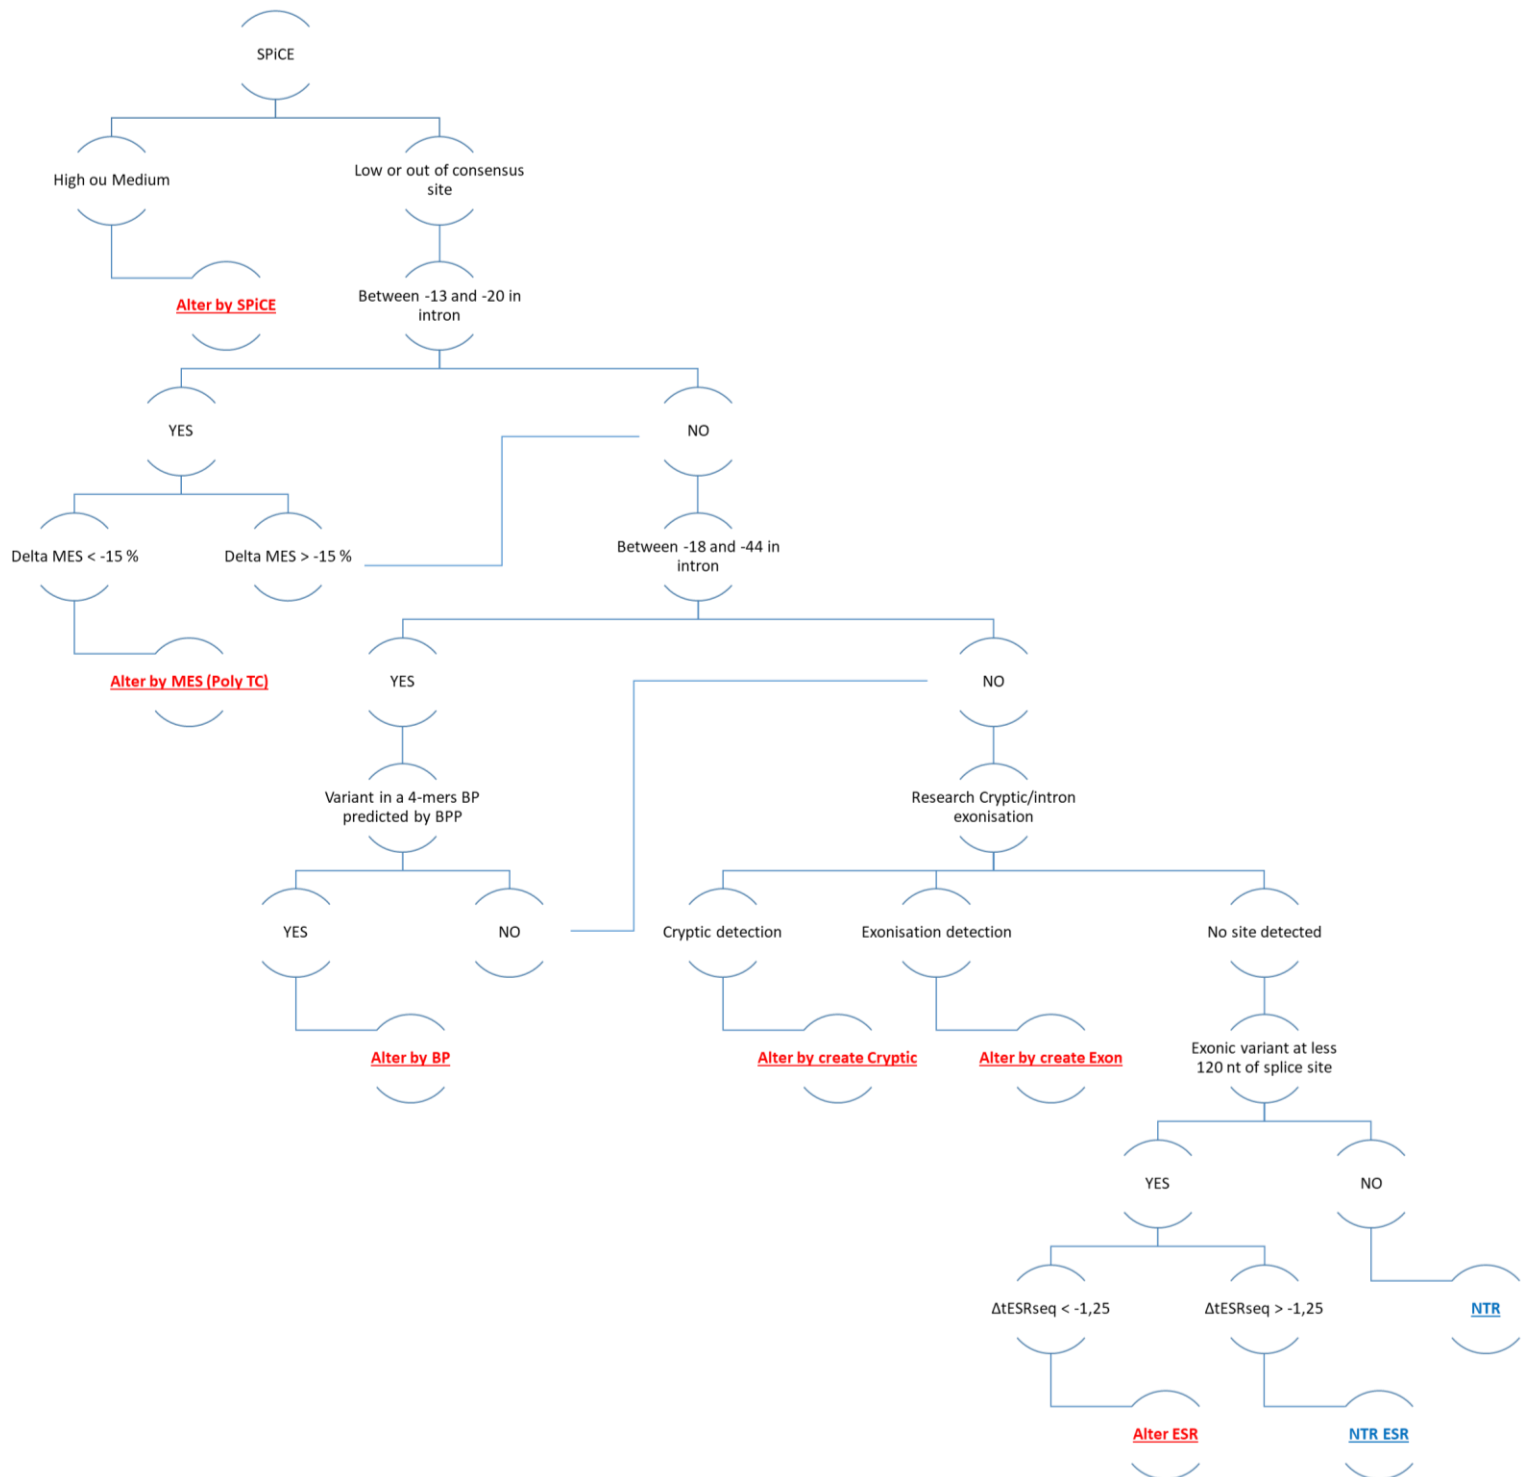 SPiCE
High ou Medium
Low or out of consensus
site
Alter by SPiCE
Between -13 and -20 in
intron
YES
NO
Delta MES < -15 %
Delta MES > -15 %
Between -18 and -44 in
intron
Alter by MES (Poly TC)
YES
NO
Variant in a 4-mers BP
predicted by BPP
Research Cryptic/intron
exonisation
YES
NO
Cryptic detection
Exonisation detection
No site detected
Alter by BP
Alter by create Cryptic
Alter by create Exon
Exonic variant at less
120 nt of splice site
YES
NO
ΔtESRseq < -1,25
ΔtESRseq > -1,25
NTR
Alter ESR
NTR ESR